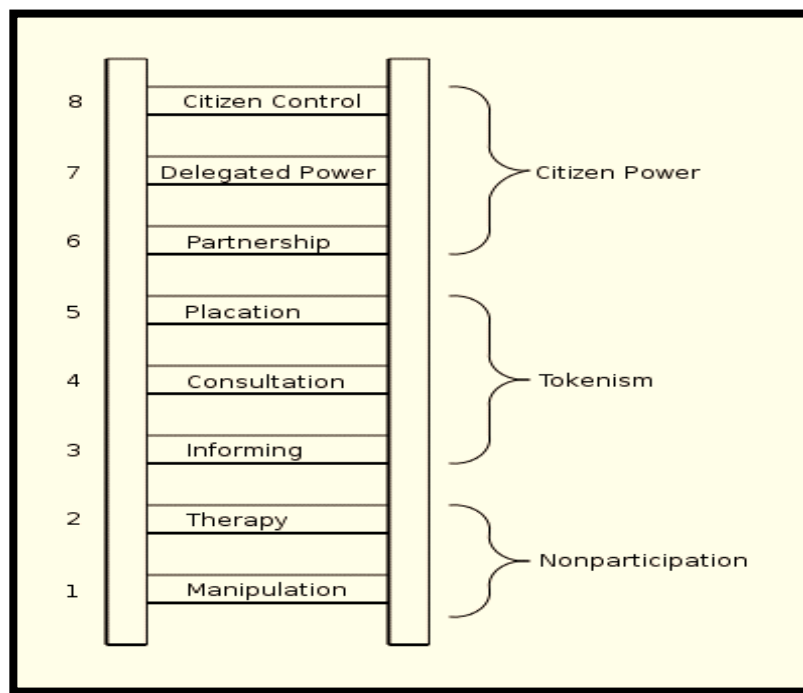 8 Citizen Control
7 Delegated Power Citizen Power
6 Partnership
5 Placation
4 Consultation Tokenism
3 Informing
2 Therapy
Nonparticipation
1 Manipulation